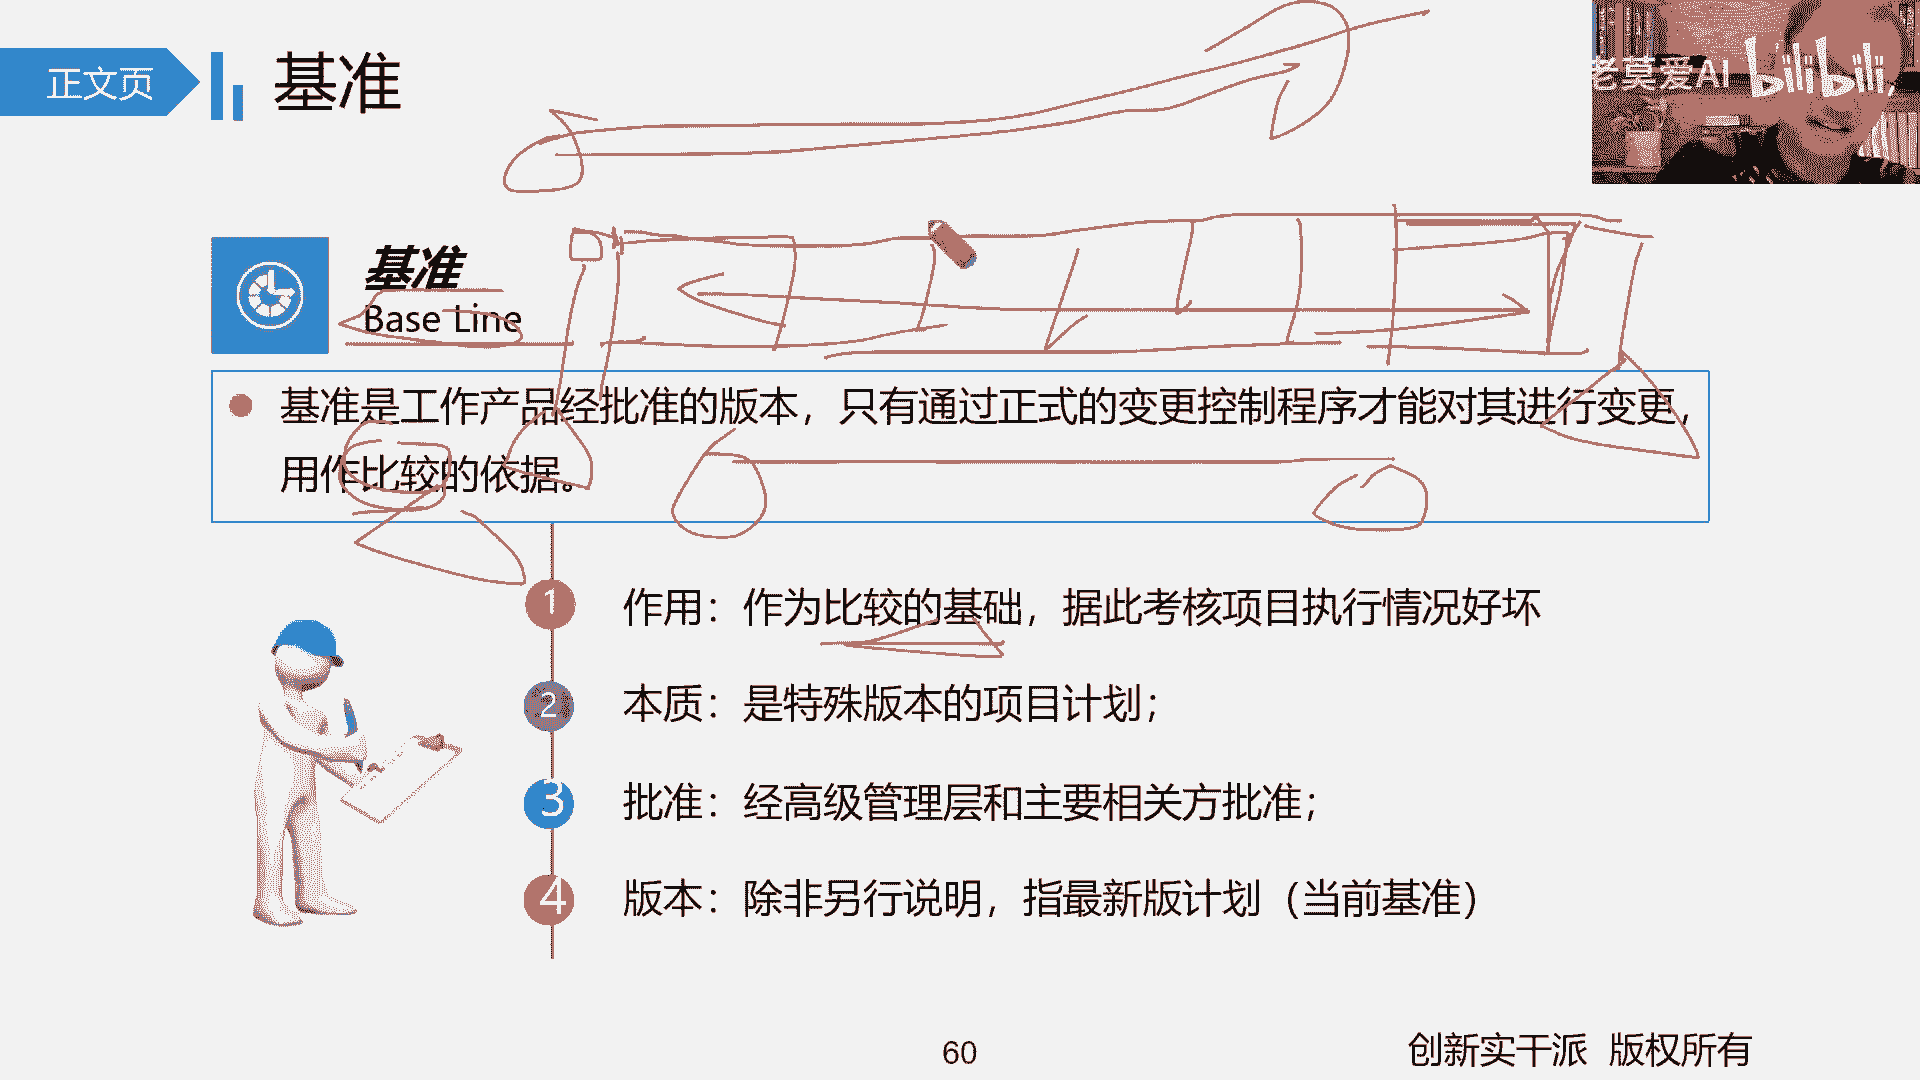 正文页
基准
老莫爱AI bilibili
基准
Base Line
基准是工作产品经批准的版本，只有通过正式的变更控制程序才能对其进行变更，
用作比较的依据。
1 作用：作为比较的基础，据此考核项目执行情况好坏
2 本质：是特殊版本的项目计划；
3 批准：经高级管理层和主要相关方批准；
4 版本：除非另行说明，指最新版计划（当前基准）
60
创新实干派 版权所有